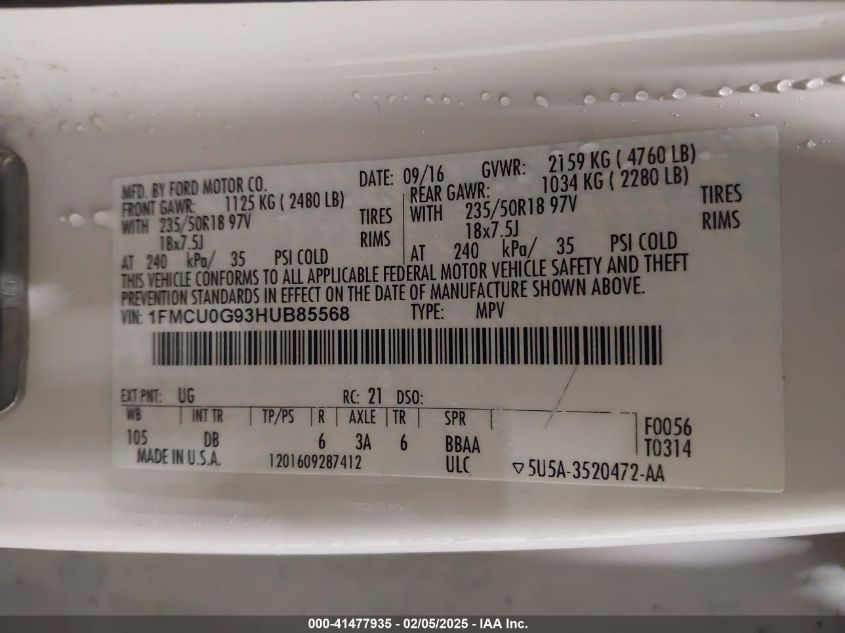 MFD. BY FORD MOTOR CO. DATE: 09/16 GVWR: 2159 KG ( 4760 LB)
FRONT GAWR: 1125 KG ( 2480 LB) REAR GAWR: 1034 KG ( 2280 LB)
WITH 235/50R18 97V TIRES WITH 235/50R18 97V TIRES
18x7.5J RIMS 18x7.5J RIMS
AT 240 kPa/ 35 PSI COLD AT 240 kPa/ 35 PSI COLD
THIS VEHICLE CONFORMS TO ALL APPLICABLE FEDERAL MOTOR VEHICLE SAFETY AND THEFT
PREVENTION STANDARDS IN EFFECT ON THE DATE OF MANUFACTURE SHOWN ABOVE.
VIN: 1FMCU0G93HUB85568 TYPE: MPV
EXT PNT: UG RC: 21 DSO:
WB INT TR TP/PS R AXLE TR SPR F0056
105 DB 6 3A 6 BBAA T0314
MADE IN U.S.A. 1201609287412 ULC ▽5U5A-3520472-AA
000-41477935 - 02/05/2025 - IAA Inc.